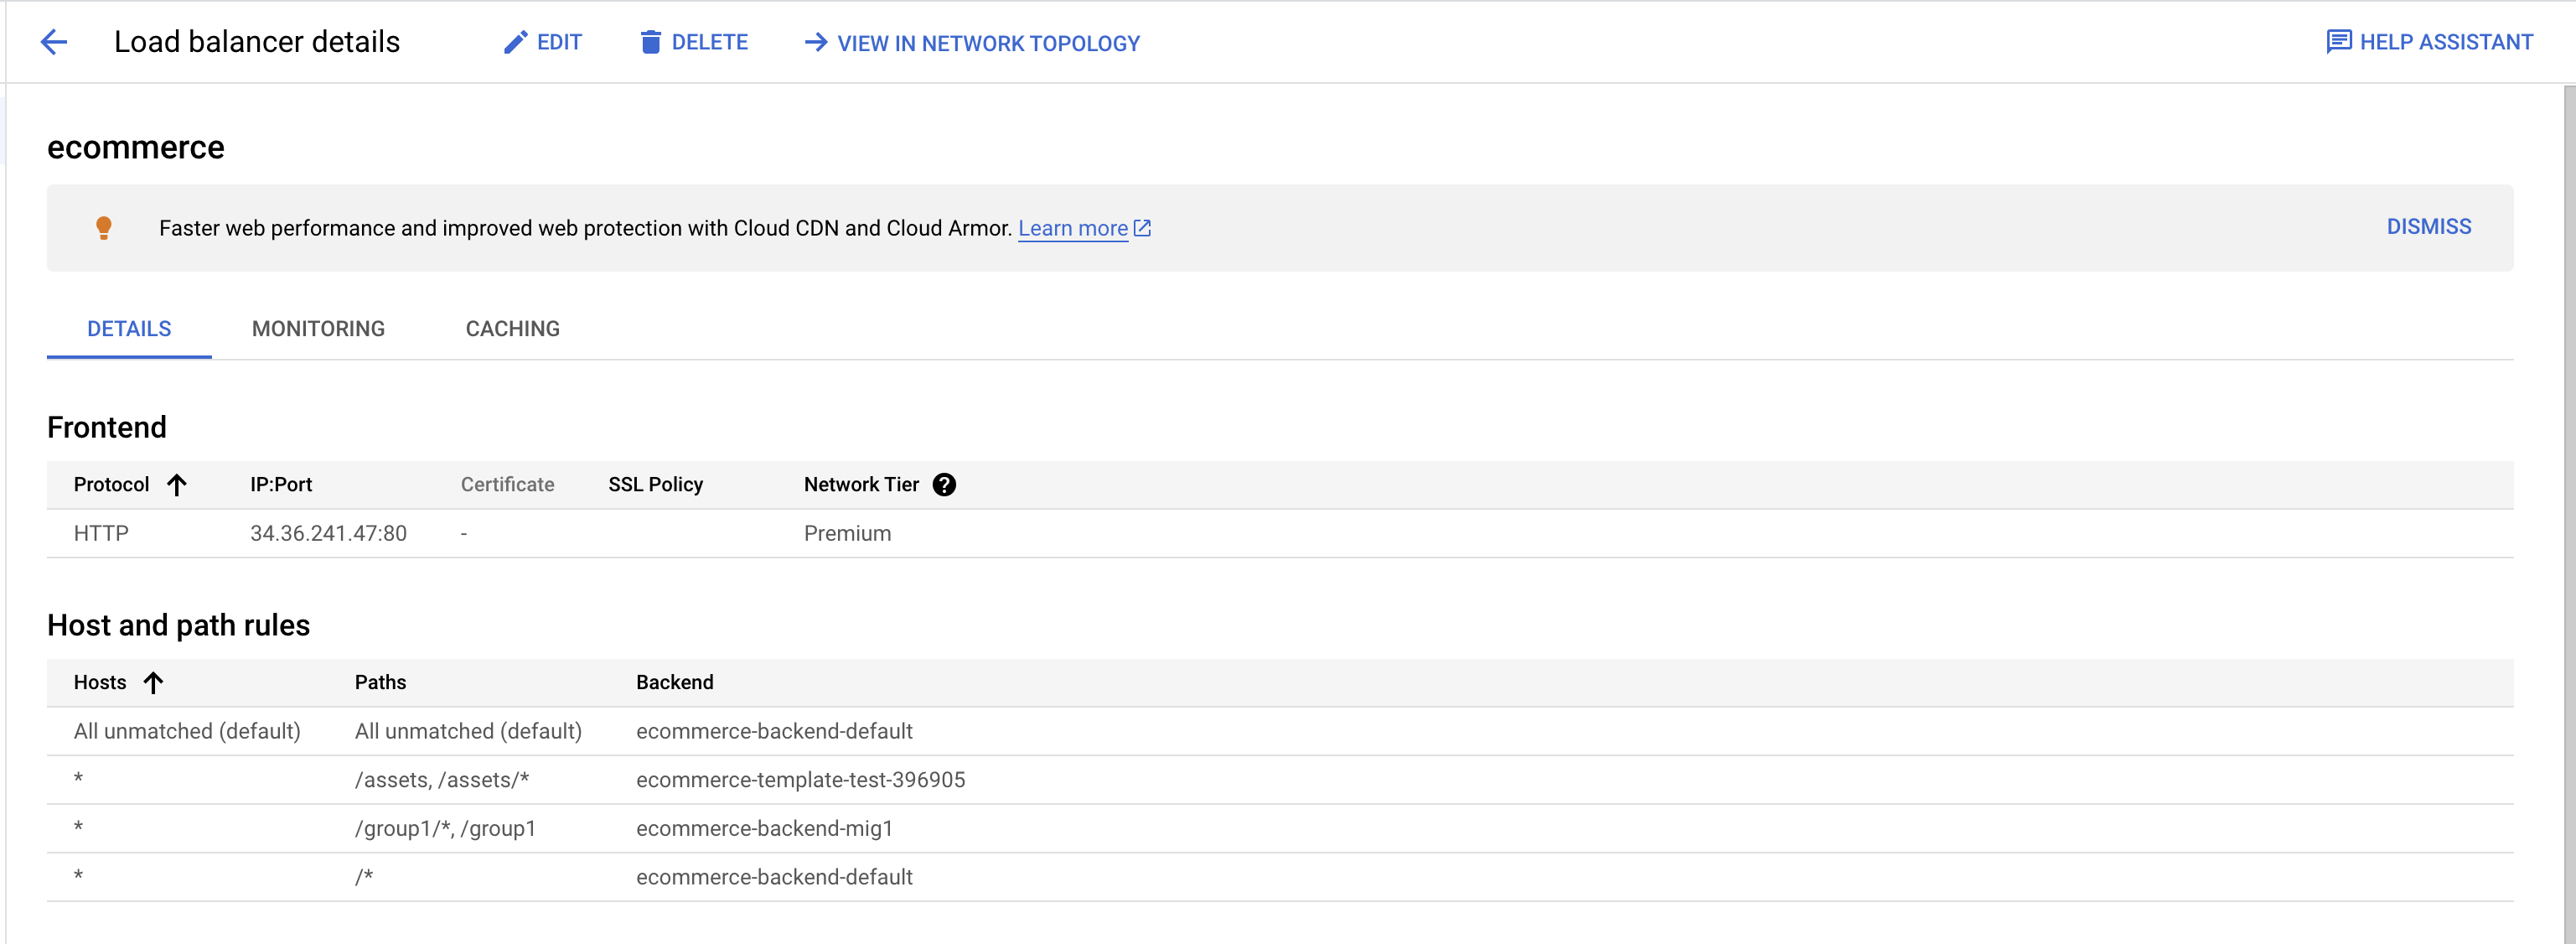 Load balancer details EDIT DELETE VIEW IN NETWORK TOPOLOGY HELP ASSISTANT
ecommerce
Faster web performance and improved web protection with Cloud CDN and Cloud Armor. Learn more DISMISS
DETAILS MONITORING CACHING
Frontend
Protocol IP:Port Certificate SSL Policy Network Tier ?
HTTP 34.36.241.47:80 - Premium
Host and path rules
Hosts Paths Backend
All unmatched (default) All unmatched (default) ecommerce-backend-default
* /assets, /assets/* ecommerce-template-test-396905
* /group1/*, /group1 ecommerce-backend-mig1
* /* ecommerce-backend-default